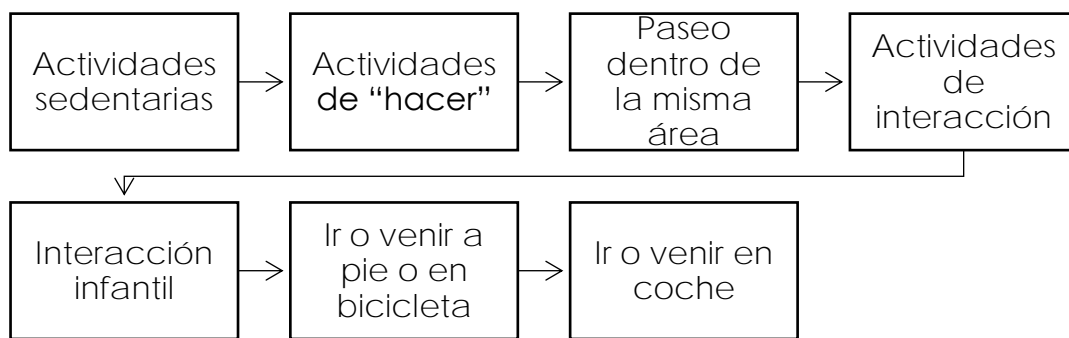 Actividades
sedentarias
Actividades
de “hacer”
Paseo
dentro de
la misma
área
Actividades
de
interacción
Interacción
infantil
Ir o venir a
pie o en
bicicleta
Ir o venir en
coche